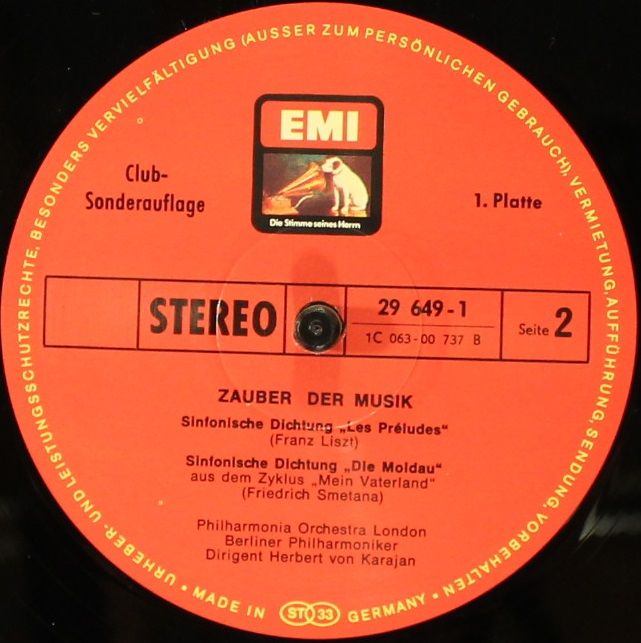 URHEBER- UND LEISTUNGSSCHUTZRECHTE, BESONDERS VERVIELFÄLTIGUNG (AUSSER ZUM PERSÖNLICHEN GEBRAUCH), VERMIETUNG, AUFFÜHRUNG, SENDUNG, VORBEHALTEN
EMI
Die Stimme seines Herrn
Club-
Sonderauflage
1. Platte
STEREO
29 649-1
1C 063-00 737 B
Seite 2
ZAUBER DER MUSIK
Sinfonische Dichtung „Les Préludes"
(Franz Liszt)
Sinfonische Dichtung „Die Moldau"
aus dem Zyklus „Mein Vaterland"
(Friedrich Smetana)
Philharmonia Orchestra London
Berliner Philharmoniker
Dirigent Herbert von Karajan
• MADE IN ST 33 GERMANY •